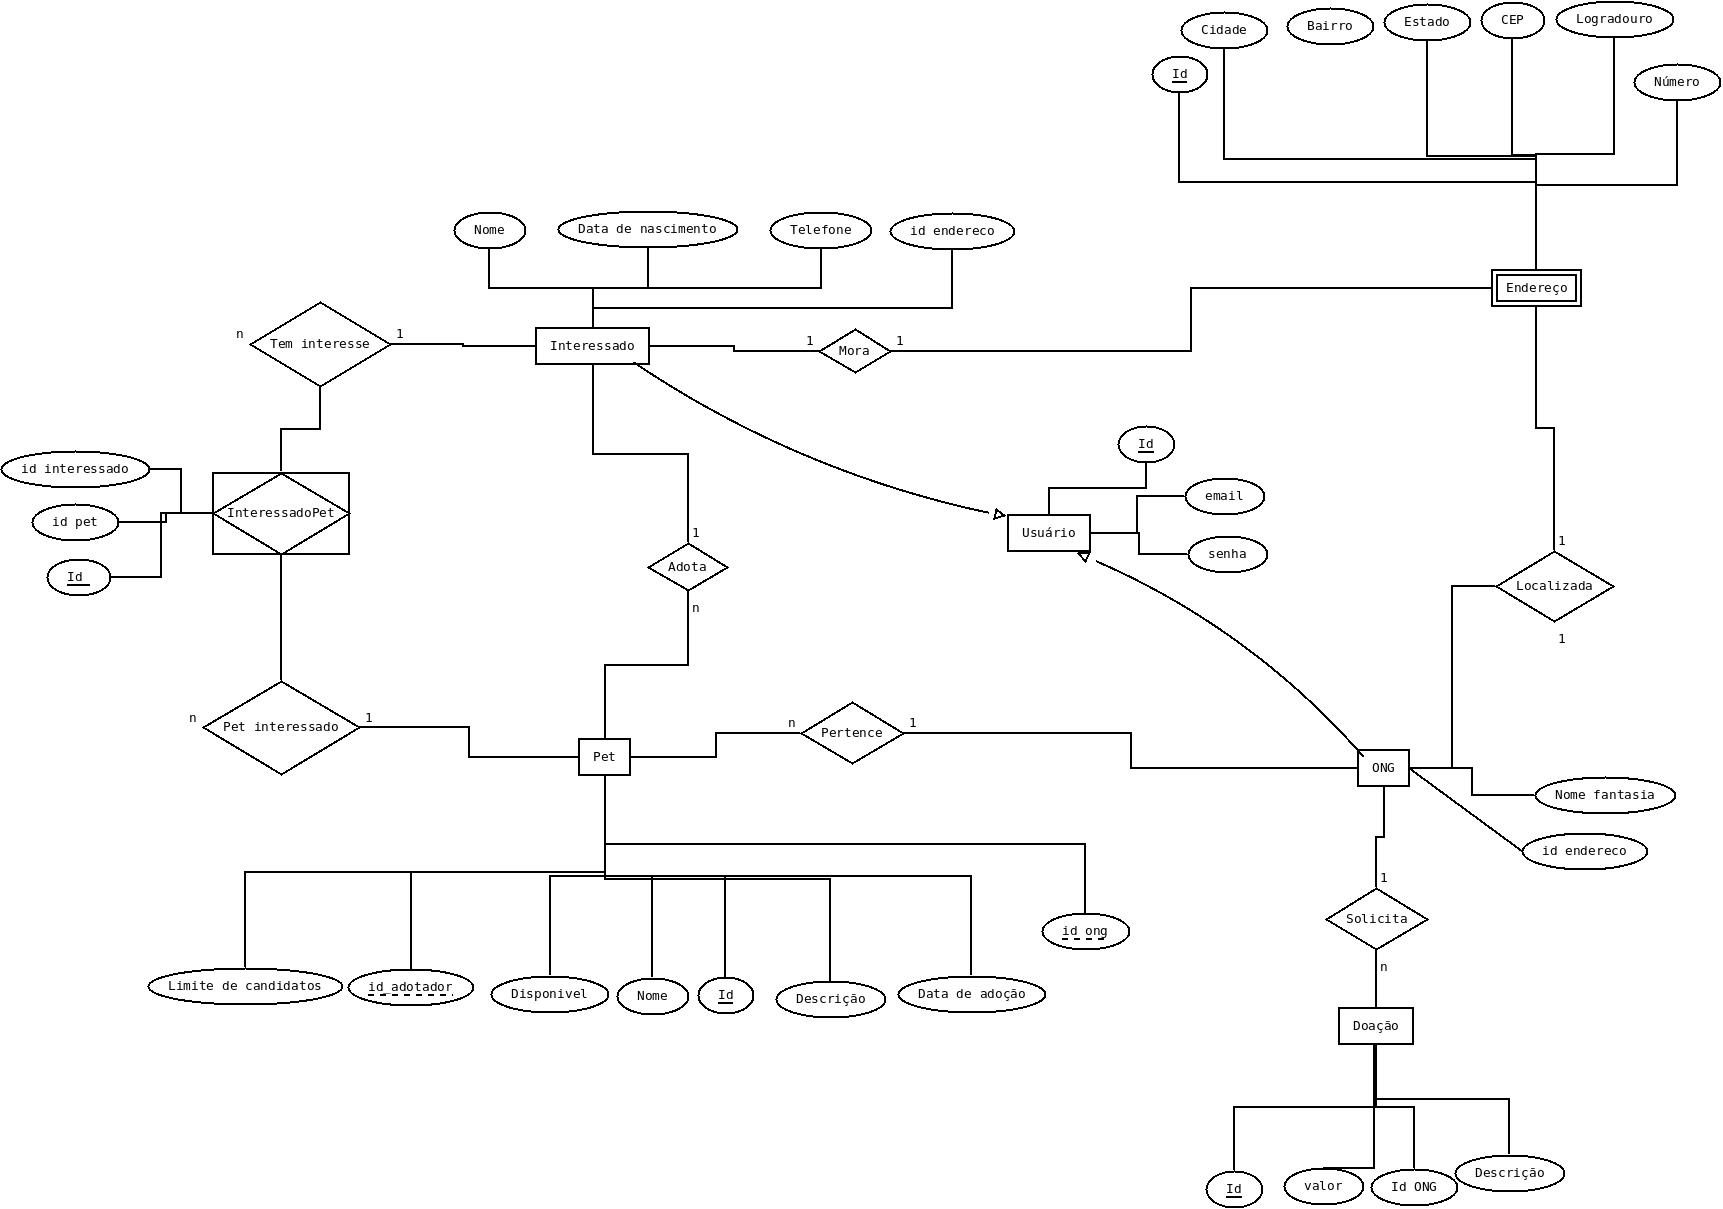 Cidade
Bairro
Estado
CEP
Logradouro
Id
Número
Nome
Data de nascimento
Telefone
id endereco
Endereço
n
Tem interesse
1
Interessado
1
Mora
1
Id
id interessado
email
id pet
InteressadoPet
Usuário
1
senha
1
Id
Adota
Localizada
n
1
n
Pet interessado
1
n
Pertence
1
Pet
ONG
Nome fantasia
id endereco
1
Solicita
id ong
n
Limite de candidatos
id_adotador
Disponivel
Nome
Id
Descrição
Data de adoção
Doação
Id
valor
Id ONG
Descrição